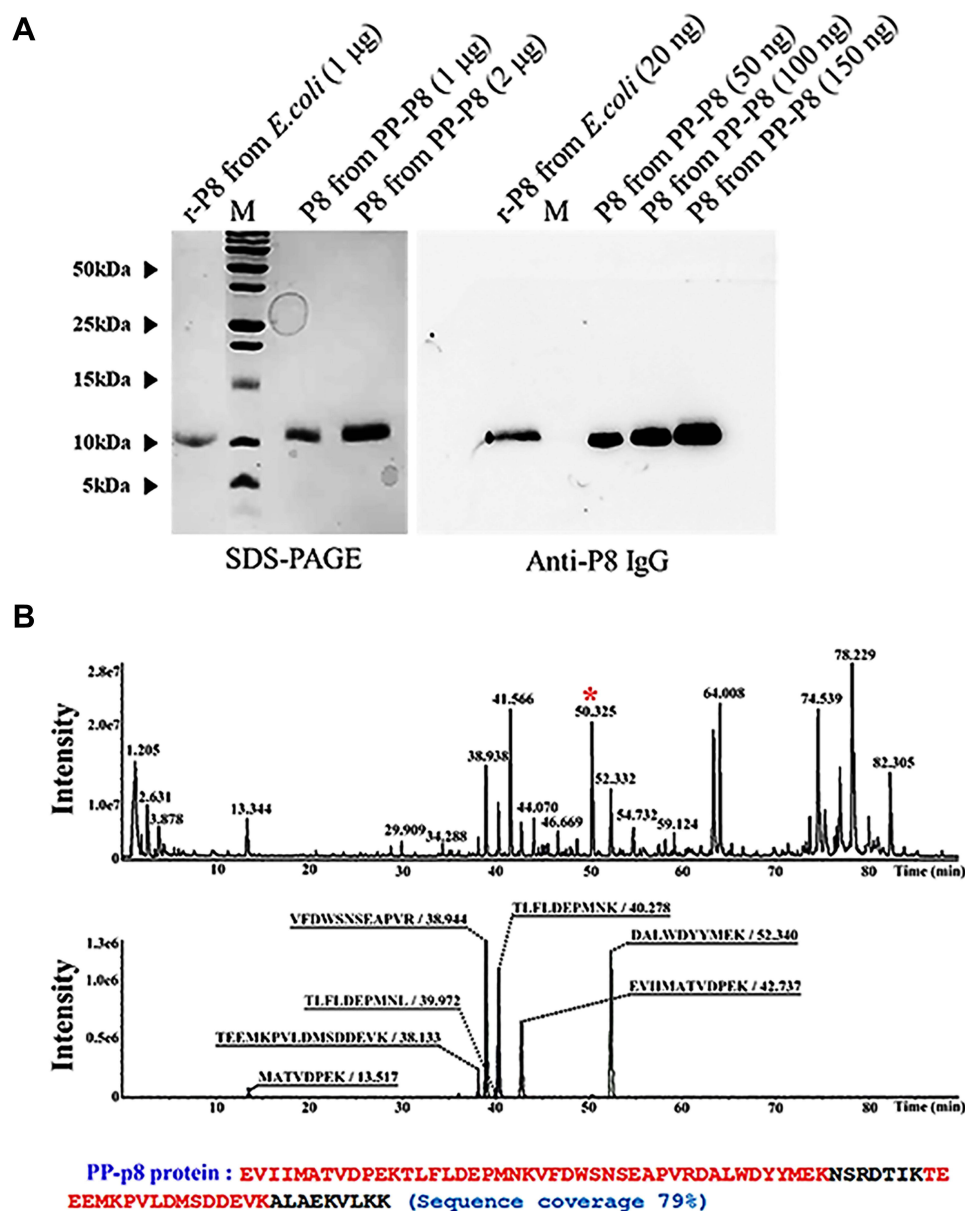 A
r-P8 from E.coli (1 µg)
M
P8 from PP-P8 (1 µg)
P8 from PP-P8 (2 µg)
r-P8 from E.coli (20 ng)
M
P8 from PP-P8 (50 ng)
P8 from PP-P8 (100 ng)
P8 from PP-P8 (150 ng)
50kDa
25kDa
15kDa
10kDa
5kDa
SDS-PAGE
Anti-P8 IgG
B
Intensity
2.8e7
2.0e7
1.0e7
0
1.205
2.631
3.878
13.344
29.909
34.288
38.938
41.566
44.070
46.669
*
50.325
52.332
54.732
59.124
64.008
74.539
78.229
82.305
10 20 30 40 50 60 70 80 Time (min)
Intensity
1.3e6
1.0e6
0.5e6
0
VFDWSNSEAPVR / 38.944
TLFLDEPMNK / 40.278
DALWDYYMEK / 52.340
TLFLDEPMNL / 39.972
EVIIMATVDPEK / 42.737
TEEMKPVLDMSDDEVK / 38.133
MATVDPEK / 13.517
10 20 30 40 50 60 70 80 Time (min)
PP-p8 protein : EVIIMATVDPEKTLFLDEPMNKVFDWSNSEAPVRDALWDYYMEKNSRDTIKTE
EEMKPVLDMSDDEVKALAEKVLKK (Sequence coverage 79%)